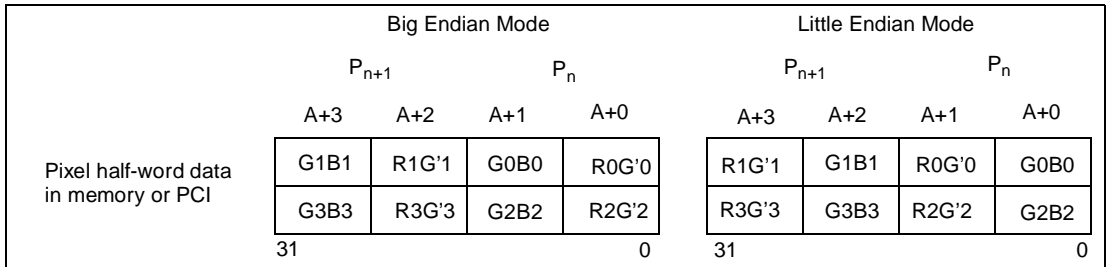 Big Endian Mode Little Endian Mode
Pn+1 Pn Pn+1 Pn
A+3 A+2 A+1 A+0 A+3 A+2 A+1 A+0
Pixel half-word data
in memory or PCI
G1B1 R1G'1 G0B0 R0G'0 R1G'1 G1B1 R0G'0 G0B0
G3B3 R3G'3 G2B2 R2G'2 R3G'3 G3B3 R2G'2 G2B2
31 0 31 0